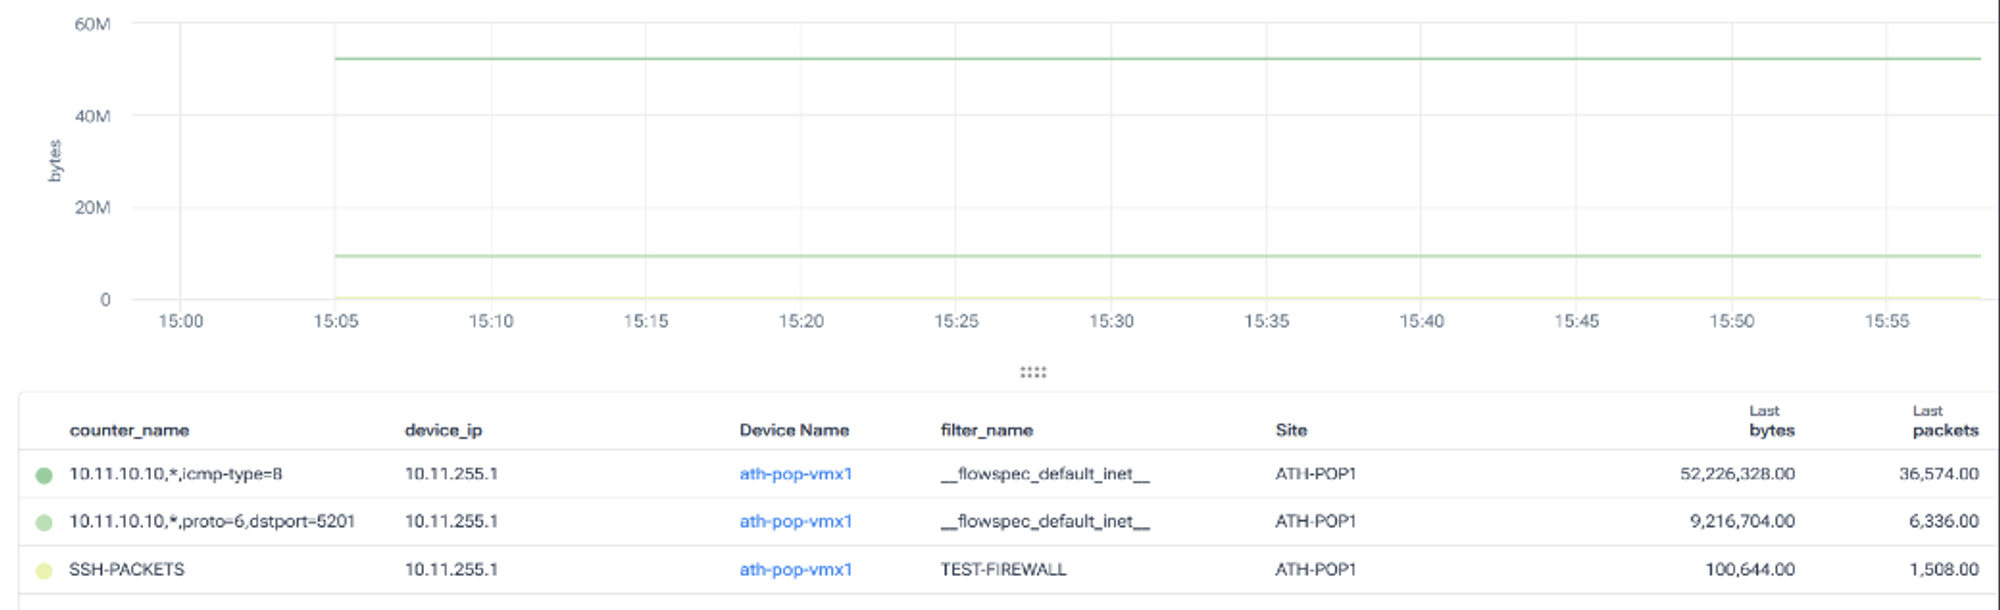 60M
40M
bytes
20M
0
15:00 15:05 15:10 15:15 15:20 15:25 15:30 15:35 15:40 15:45 15:50 15:55
counter_name device_ip Device Name filter_name Site Last bytes Last packets
10.11.10.10,*,icmp-type=8 10.11.255.1 ath-pop-vmx1 __flowspec_default_inet__ ATH-POP1 52,226,328.00 36,574.00
10.11.10.10,*,proto=6,dstport=5201 10.11.255.1 ath-pop-vmx1 __flowspec_default_inet__ ATH-POP1 9,216,704.00 6,336.00
SSH-PACKETS 10.11.255.1 ath-pop-vmx1 TEST-FIREWALL ATH-POP1 100,644.00 1,508.00